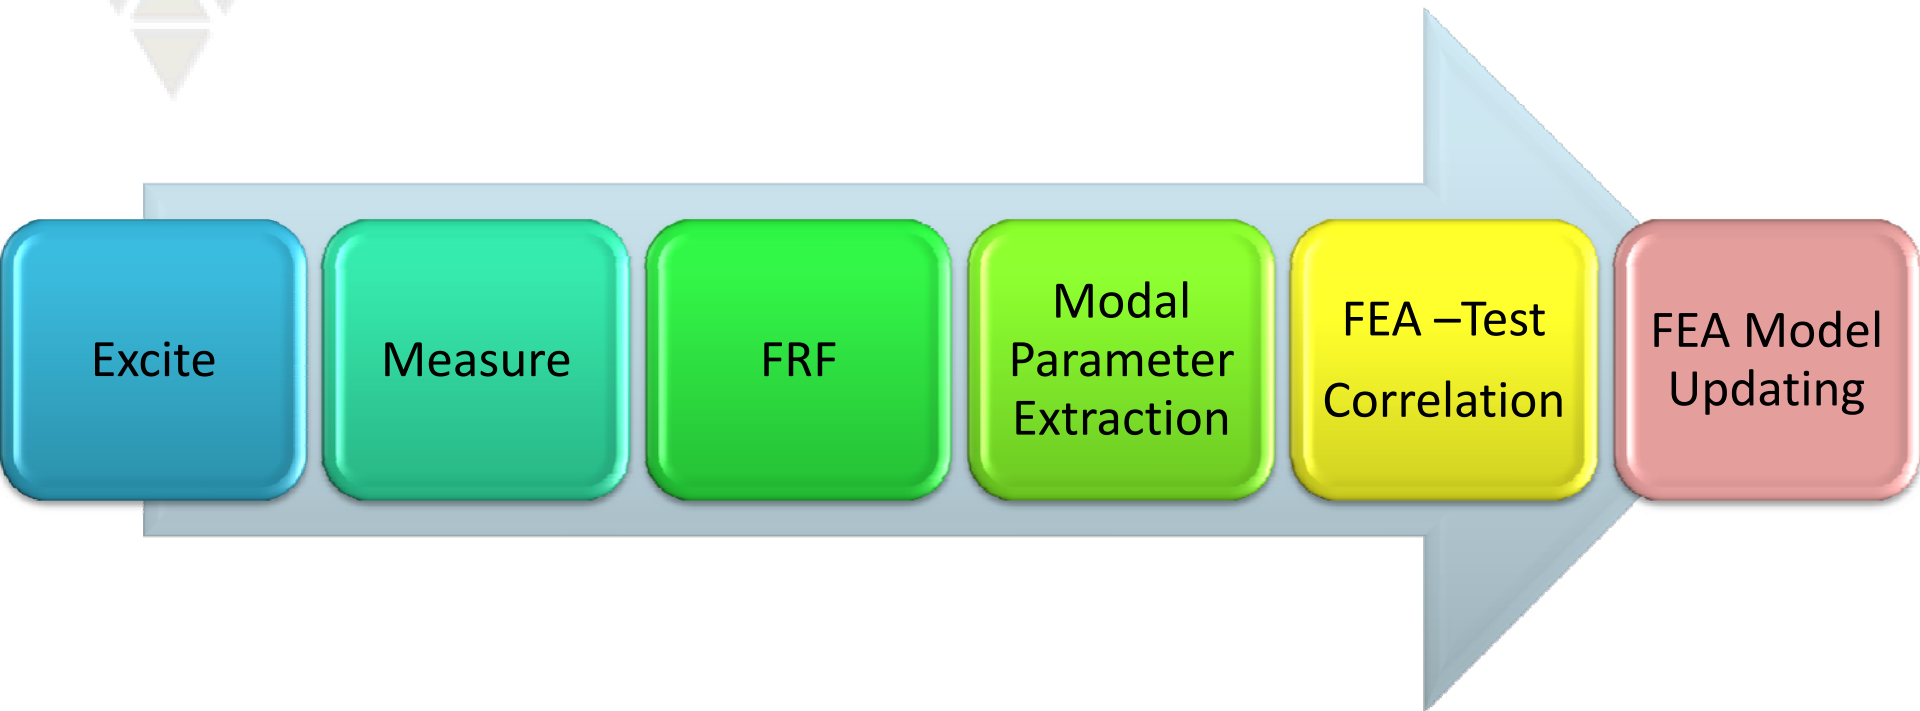 Excite
Measure
FRF
Modal
Parameter
Extraction
FEA –Test
Correlation
FEA Model
Updating